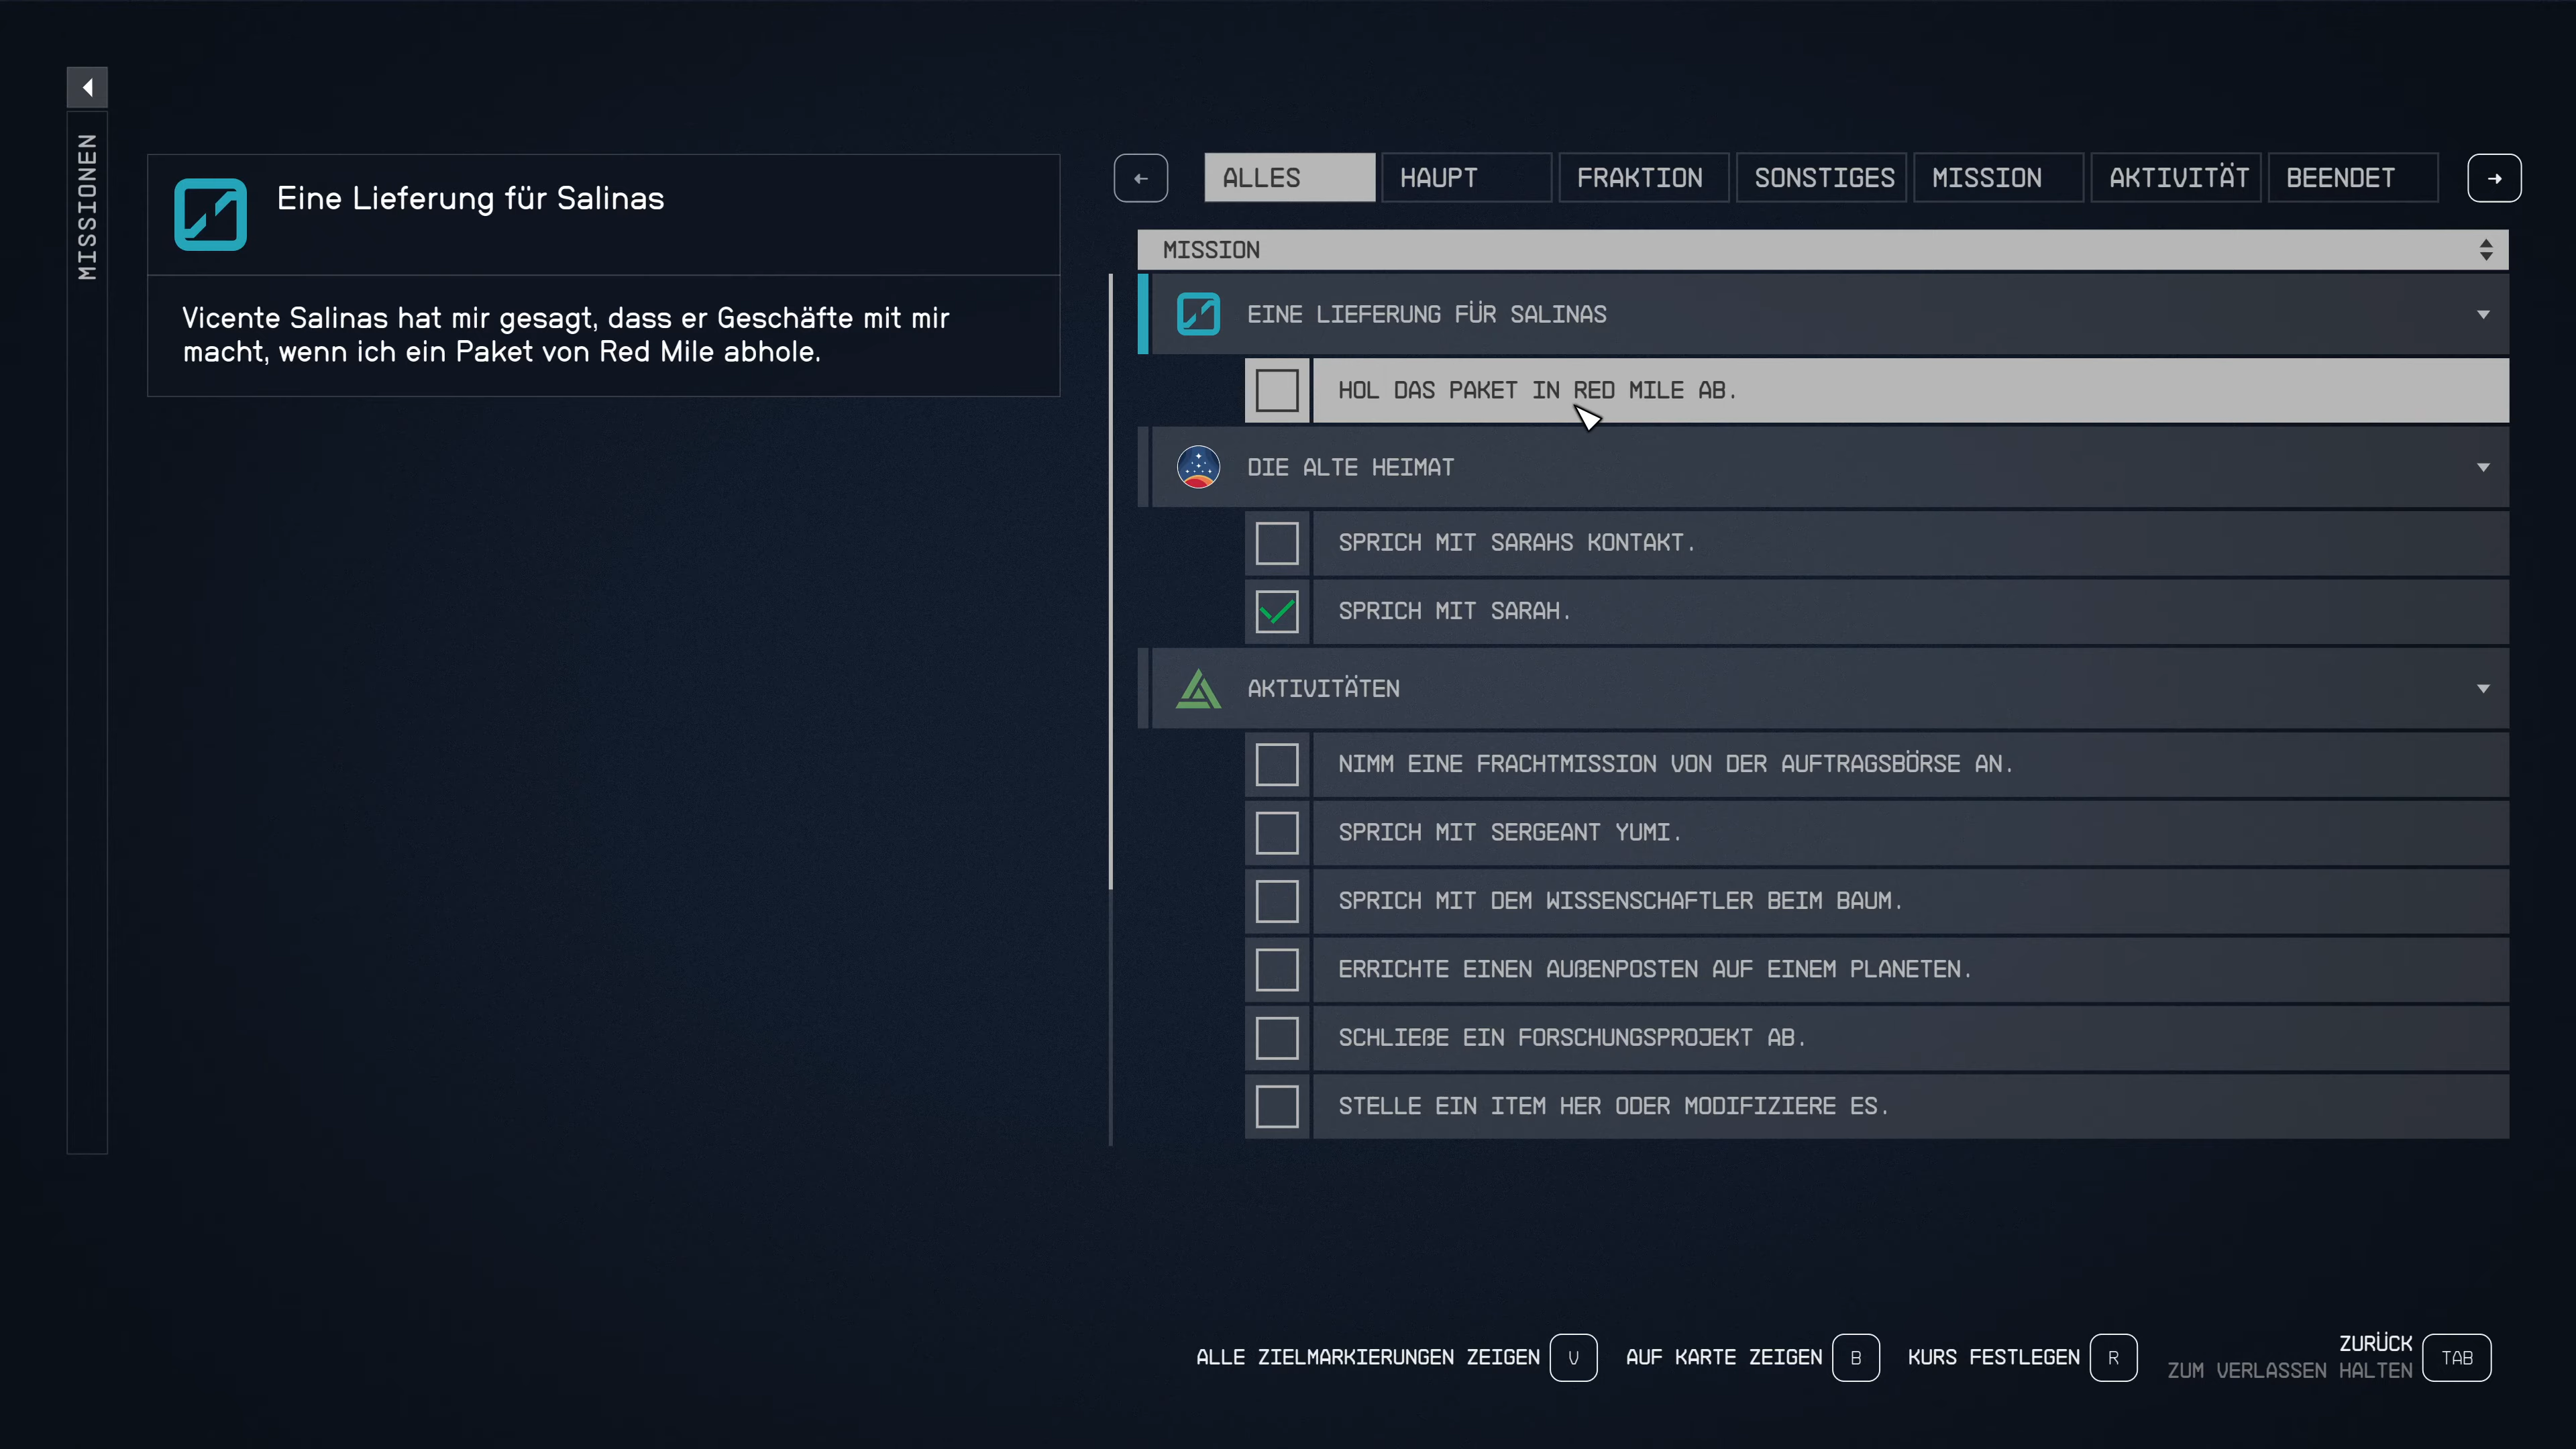 MISSIONEN
Eine Lieferung für Salinas
Vicente Salinas hat mir gesagt, dass er Geschäfte mit mir
macht, wenn ich ein Paket von Red Mile abhole.
ALLES HAUPT FRAKTION SONSTIGES MISSION AKTIVITÄT BEENDET
MISSION
EINE LIEFERUNG FÜR SALINAS
HOL DAS PAKET IN RED MILE AB.
DIE ALTE HEIMAT
SPRICH MIT SARAHS KONTAKT.
SPRICH MIT SARAH.
AKTIVITÄTEN
NIMM EINE FRACHTMISSION VON DER AUFTRAGSBÖRSE AN.
SPRICH MIT SERGEANT YUMI.
SPRICH MIT DEM WISSENSCHAFTLER BEIM BAUM.
ERRICHTE EINEN AUßENPOSTEN AUF EINEM PLANETEN.
SCHLIEßE EIN FORSCHUNGSPROJEKT AB.
STELLE EIN ITEM HER ODER MODIFIZIERE ES.
ALLE ZIELMARKIERUNGEN ZEIGEN V AUF KARTE ZEIGEN B KURS FESTLEGEN R ZURÜCK TAB
ZUM VERLASSEN HALTEN